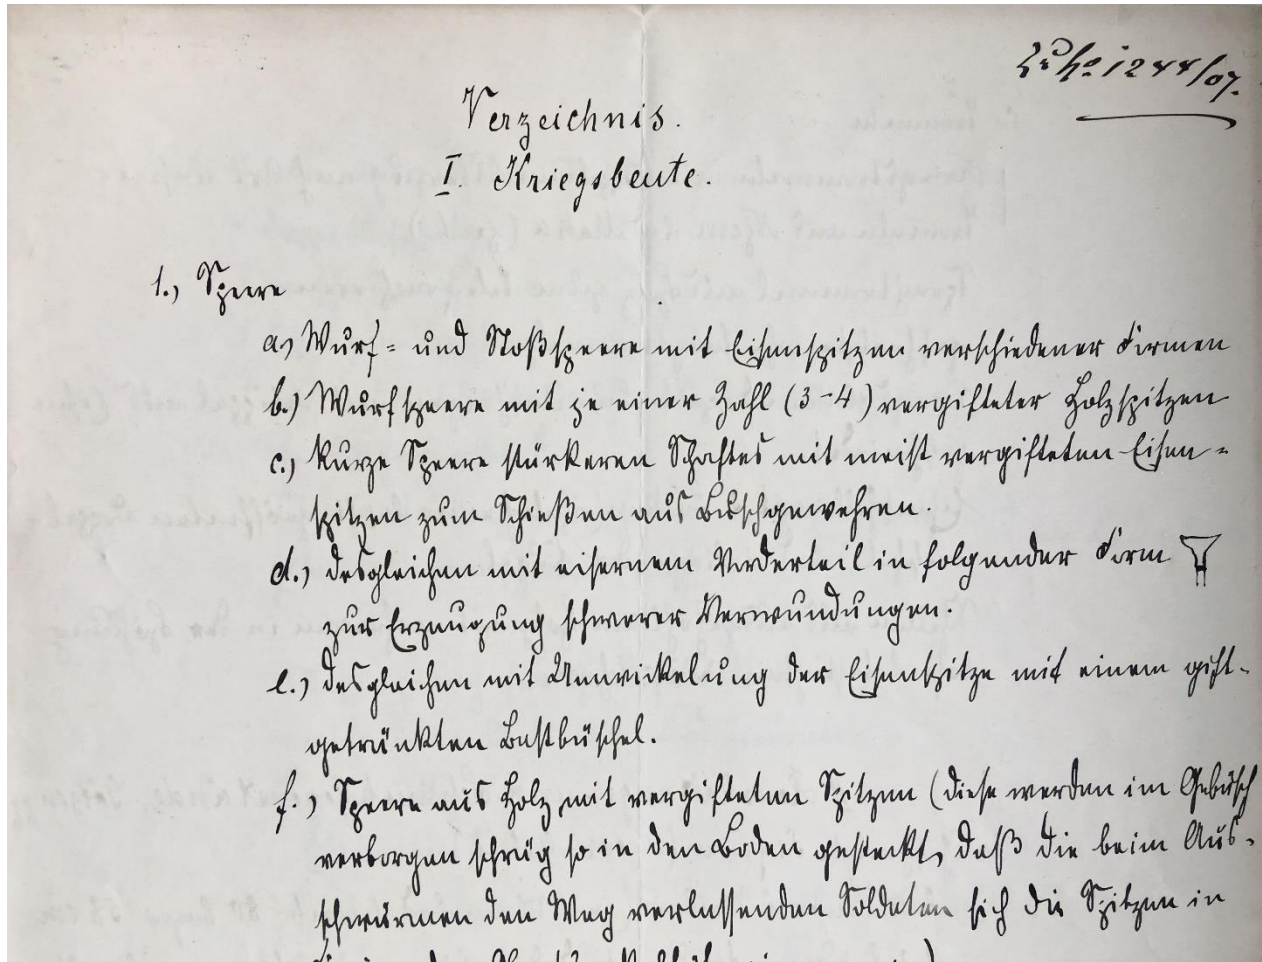 Zu No 1244/07.
Verzeichnis.
I. Kriegsbeute.
1.) Speere
a.) Wurf- und Stoßspeere mit Eisenspitzen verschiedener Formen
b.) Wurfspeere mit je einer Zahl (3-4) vergifteter Holzspitzen
c.) Kurze Speere stärkeren Schaftes mit meist vergifteten Eisen-
spitzen zum Schießen aus Buschgewehren.
d.) desgleichen mit eisernem Vorderteil in folgender Form
zur Erzeugung schwerer Verwundungen.
e.) desgleichen mit Umwickelung der Eisenspitze mit einem gift-
getränkten Bastbüschel.
f.) Speere aus Holz mit vergifteten Spitzen (diese werden im Gebüsch
verborgen schräg so in den Boden gesteckt, daß die beim Aus-
schwärmen den Weg verlassenden Soldaten sich die Spitzen in